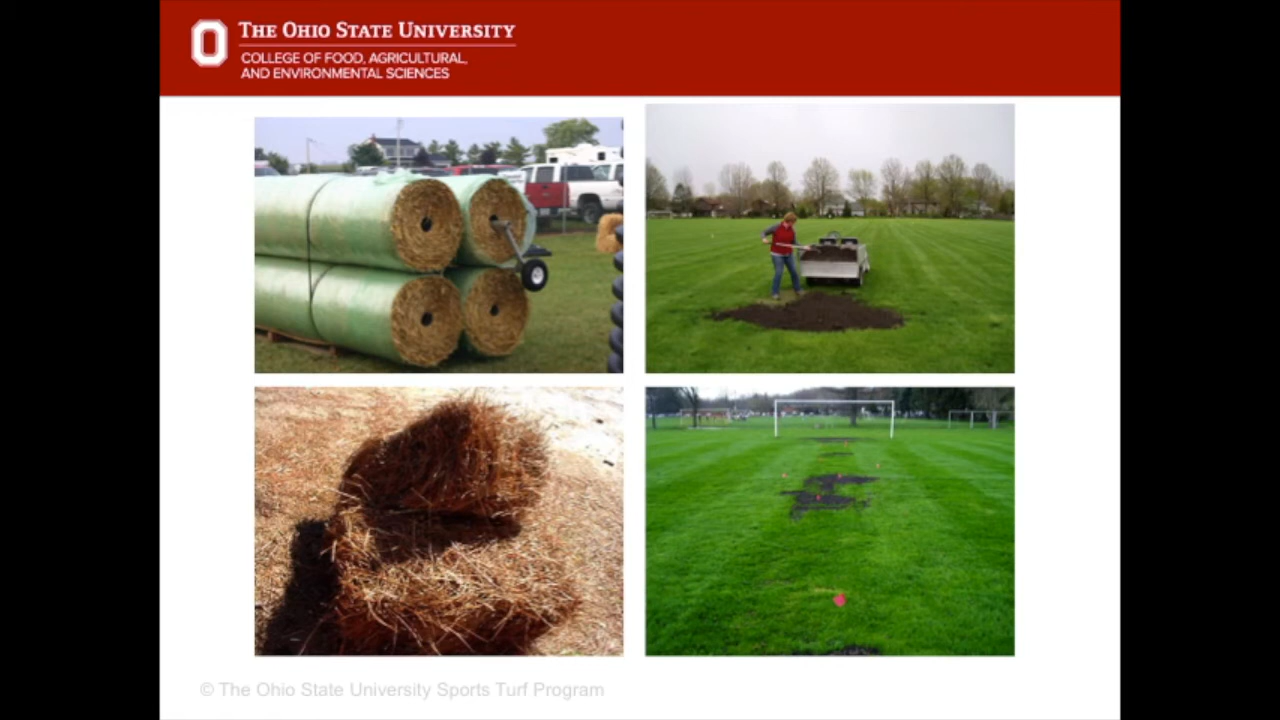 THE OHIO STATE UNIVERSITY
COLLEGE OF FOOD, AGRICULTURAL,
AND ENVIRONMENTAL SCIENCES
© The Ohio State University Sports Turf Program